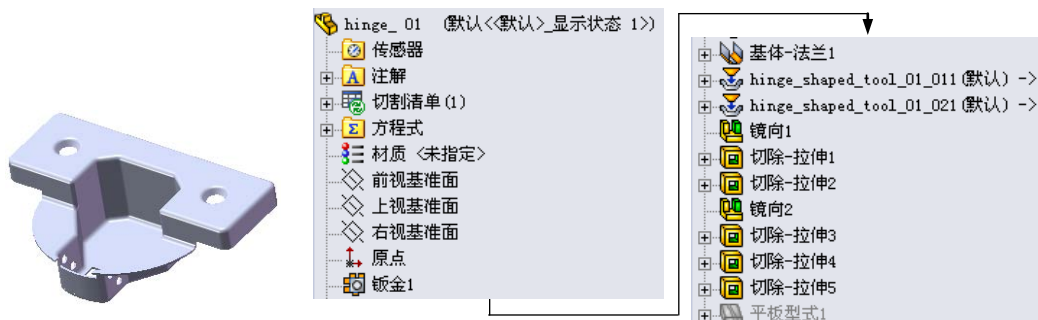 hinge_ 01 (默认<<默认>_显示状态 1>)
传感器
注解
切割清单(1)
方程式
材质 <未指定>
前视基准面
上视基准面
右视基准面
原点
钣金1
基体-法兰1
hinge_shaped_tool_01_011(默认) ->
hinge_shaped_tool_01_021(默认) ->
镜向1
切除-拉伸1
切除-拉伸2
镜向2
切除-拉伸3
切除-拉伸4
切除-拉伸5
平板型式1